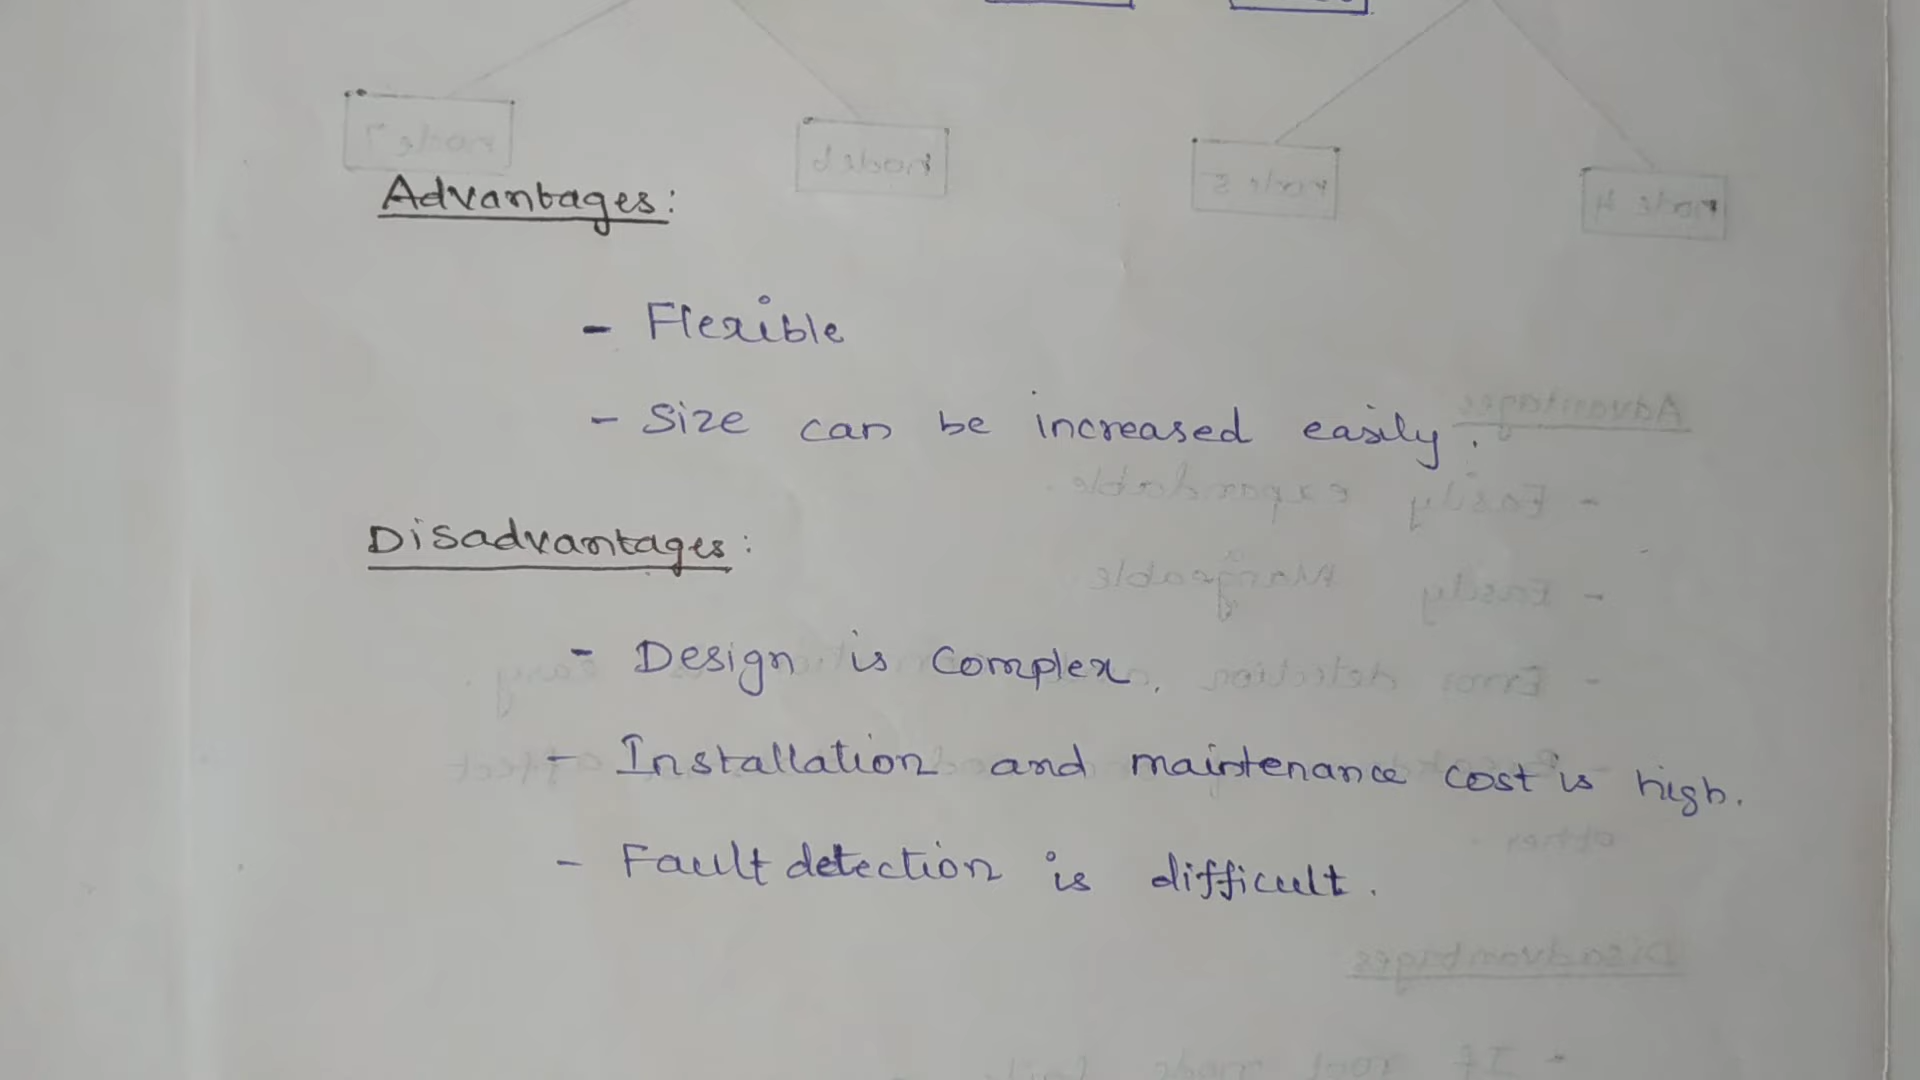 Advantages:
- Flexible
- Size can be increased easily.
Disadvantages:
- Design is complex.
- Installation and maintenance cost is high.
- Fault detection is difficult.